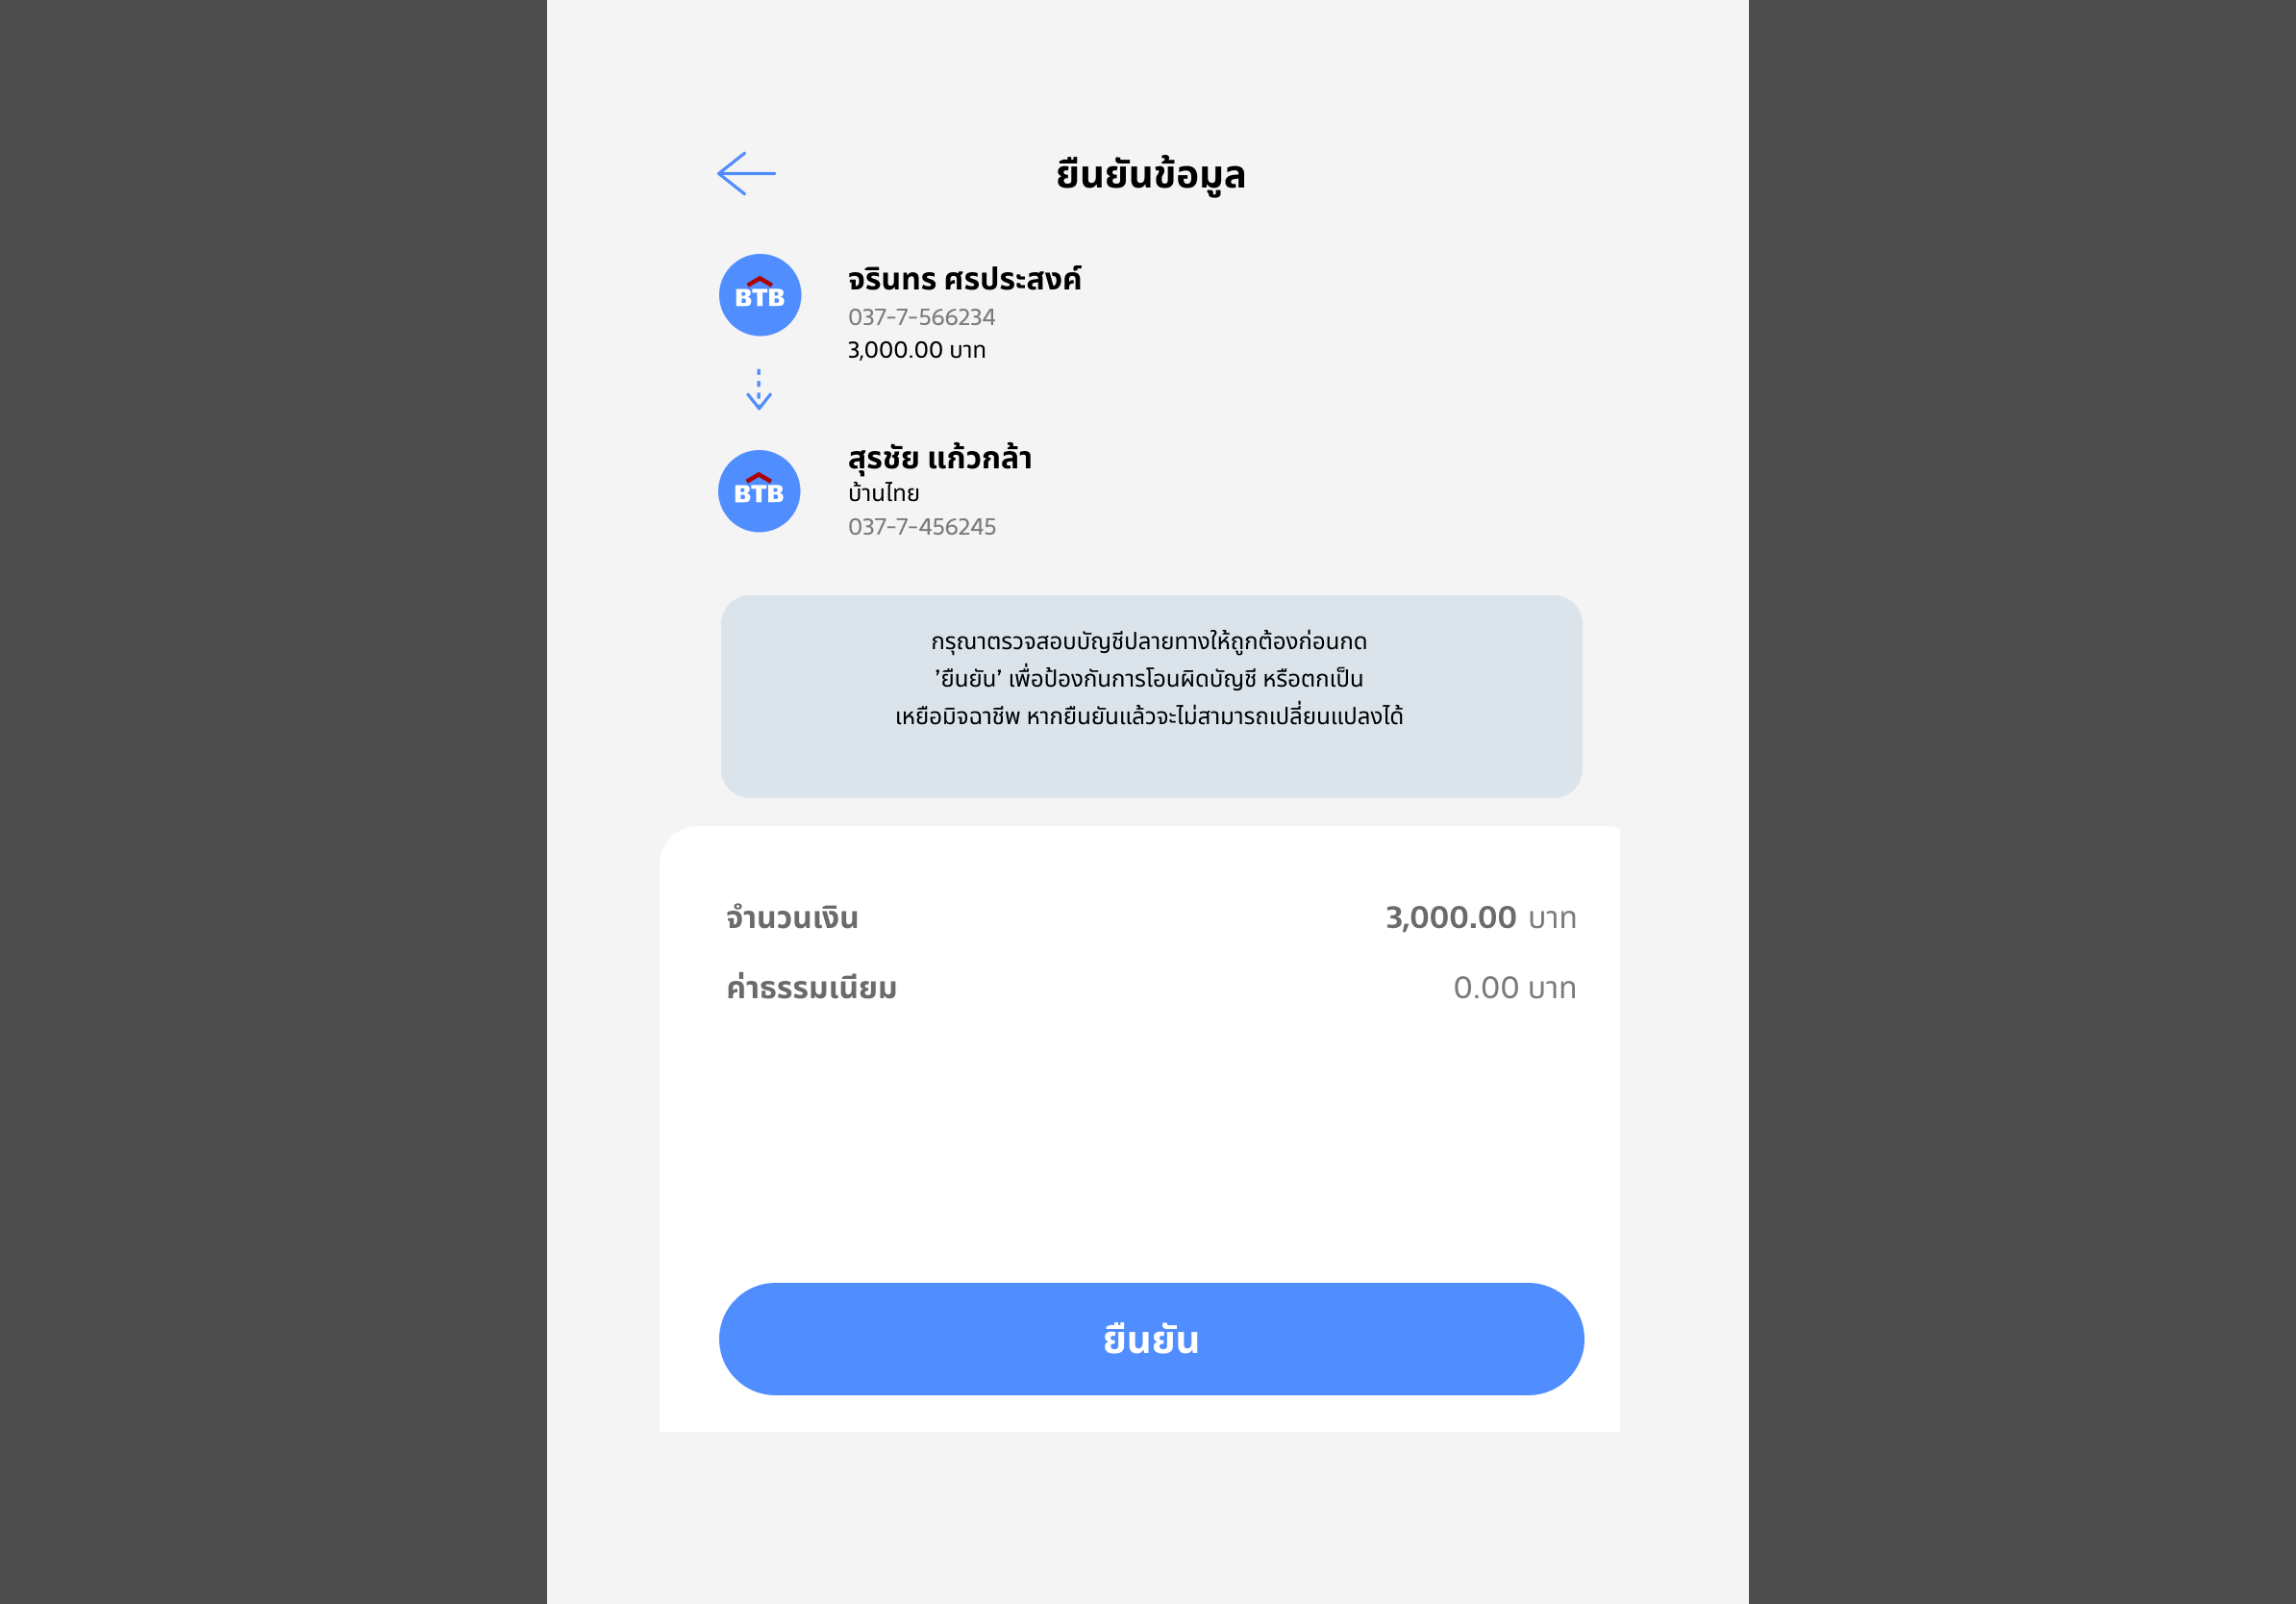 ยืนยันข้อมูล
BTB
จรินทร ศรประสงค์
037-7-566234
3,000.00 บาท
BTB
สุรชัย แก้วกล้า
บ้านไทย
037-7-456245
กรุณาตรวจสอบบัญชีปลายทางให้ถูกต้องก่อนกด
’ยืนยัน’ เพื่อป้องกันการโอนผิดบัญชี หรือตกเป็น
เหยือมิจฉาชีพ หากยืนยันแล้วจะไม่สามารถเปลี่ยนแปลงได้
จำนวนเงิน 3,000.00 บาท
ค่าธรรมเนียม 0.00 บาท
ยืนยัน